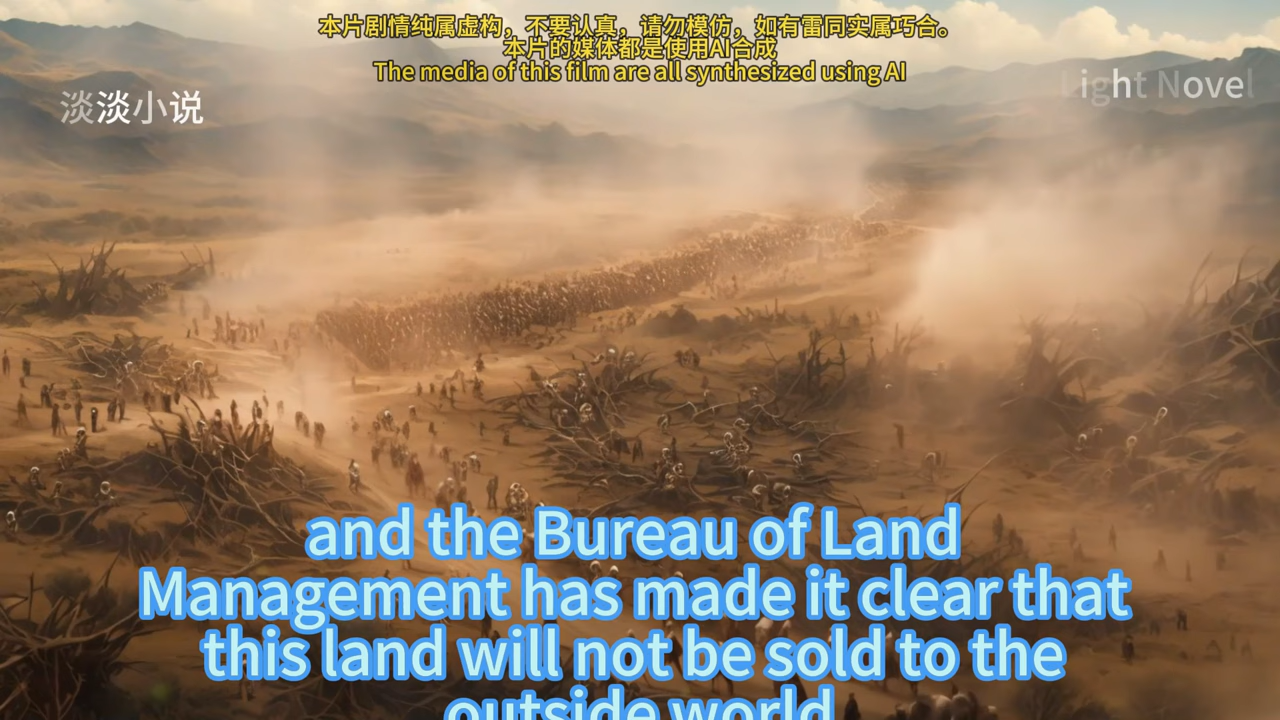 本片剧情纯属虚构，不要认真，请勿模仿，如有雷同实属巧合。
本片的媒体都是使用AI合成
The media of this film are all synthesized using AI
淡淡小说
Light Novel
and the Bureau of Land
Management has made it clear that
this land will not be sold to the
outside world